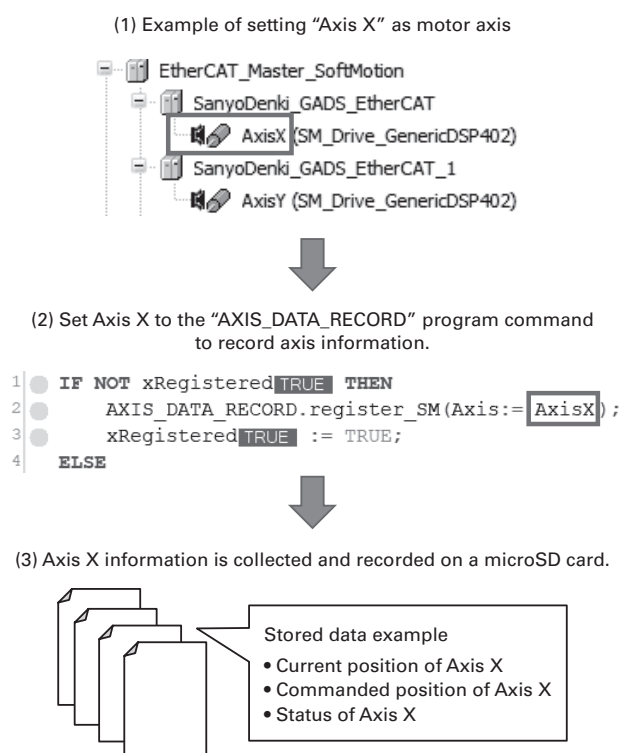 (1) Example of setting “Axis X” as motor axis
EtherCAT_Master_SoftMotion
SanyoDenki_GADS_EtherCAT
AxisX (SM_Drive_GenericDSP402)
SanyoDenki_GADS_EtherCAT_1
AxisY (SM_Drive_GenericDSP402)
(2) Set Axis X to the “AXIS_DATA_RECORD” program command
to record axis information.
1 IF NOT xRegistered TRUE THEN
2 AXIS_DATA_RECORD.register_SM(Axis:= AxisX);
3 xRegistered TRUE := TRUE;
4 ELSE
(3) Axis X information is collected and recorded on a microSD card.
Stored data example
• Current position of Axis X
• Commanded position of Axis X
• Status of Axis X